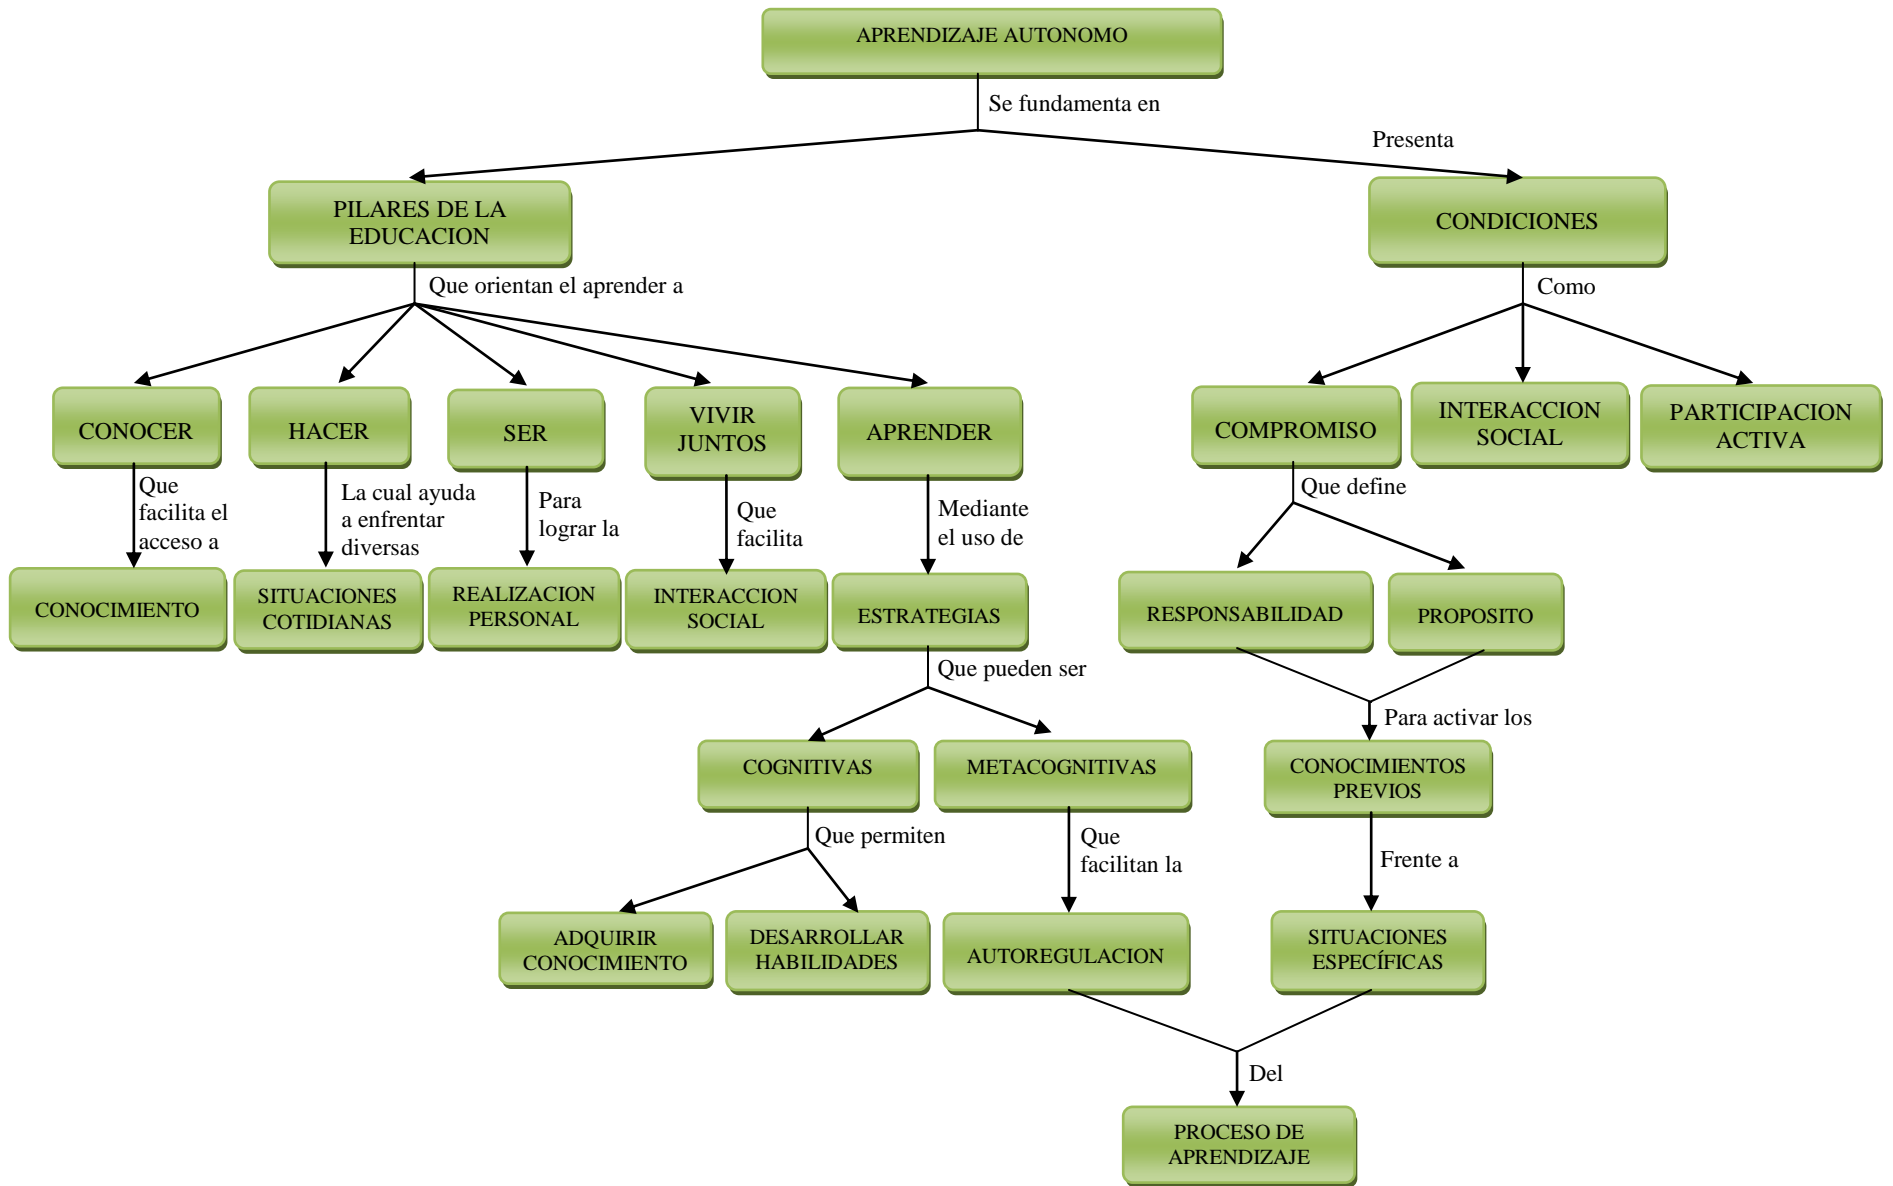 APRENDIZAJE AUTONOMO
Se fundamenta en
Presenta
PILARES DE LA
EDUCACION
CONDICIONES
Que orientan el aprender a
Como
CONOCER
HACER
SER
VIVIR
JUNTOS
APRENDER
COMPROMISO
INTERACCION
SOCIAL
PARTICIPACION
ACTIVA
Que
facilita el
acceso a
La cual ayuda
a enfrentar
diversas
Para
lograr la
Que
facilita
Mediante
el uso de
Que define
CONOCIMIENTO
SITUACIONES
COTIDIANAS
REALIZACION
PERSONAL
INTERACCION
SOCIAL
ESTRATEGIAS
RESPONSABILIDAD
PROPOSITO
Que pueden ser
Para activar los
COGNITIVAS
METACOGNITIVAS
CONOCIMIENTOS
PREVIOS
Que permiten
Que
facilitan la
Frente a
ADQUIRIR
CONOCIMIENTO
DESARROLLAR
HABILIDADES
AUTOREGULACION
SITUACIONES
ESPECÍFICAS
Del
PROCESO DE
APRENDIZAJE